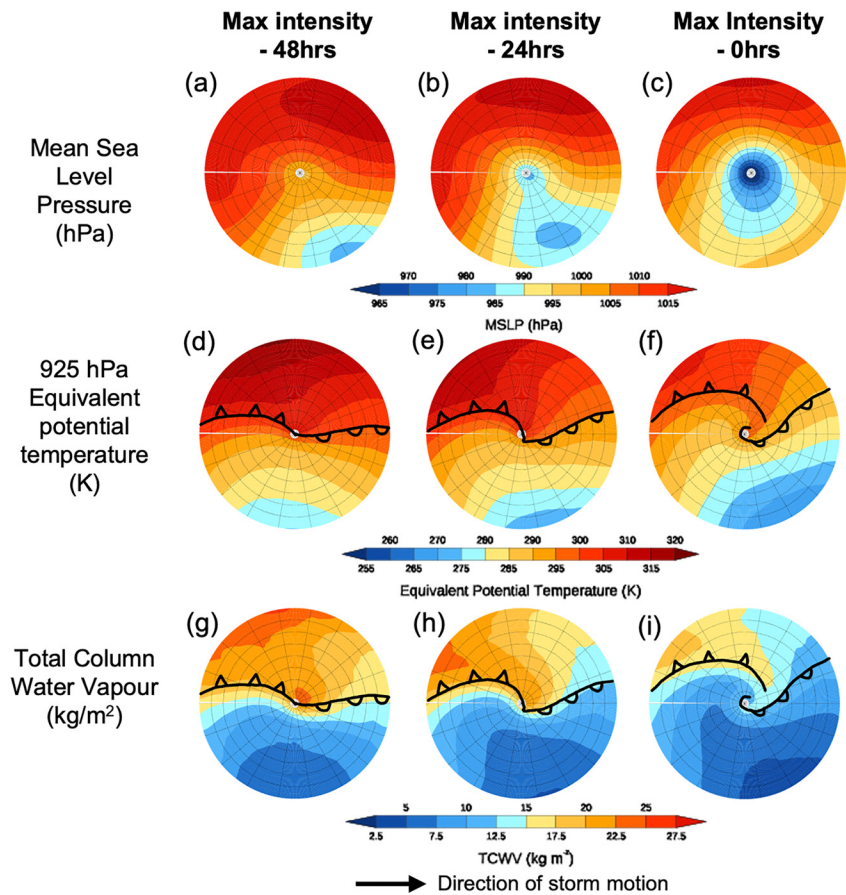 Max intensity
- 48hrs
Max intensity
- 24hrs
Max Intensity
- 0hrs
(a)
(b)
(c)
Mean Sea
Level
Pressure
(hPa)
970 980 990 1000 1010
965 975 985 995 1005 1015
MSLP (hPa)
(d)
(e)
(f)
925 hPa
Equivalent
potential
temperature
(K)
260 270 280 290 300 310 320
255 265 275 285 295 305 315
Equivalent Potential Temperature (K)
(g)
(h)
(i)
Total Column
Water Vapour
(kg/m²)
5 10 15 20 25
2.5 7.5 12.5 17.5 22.5 27.5
TCWV (kg m⁻²)
Direction of storm motion